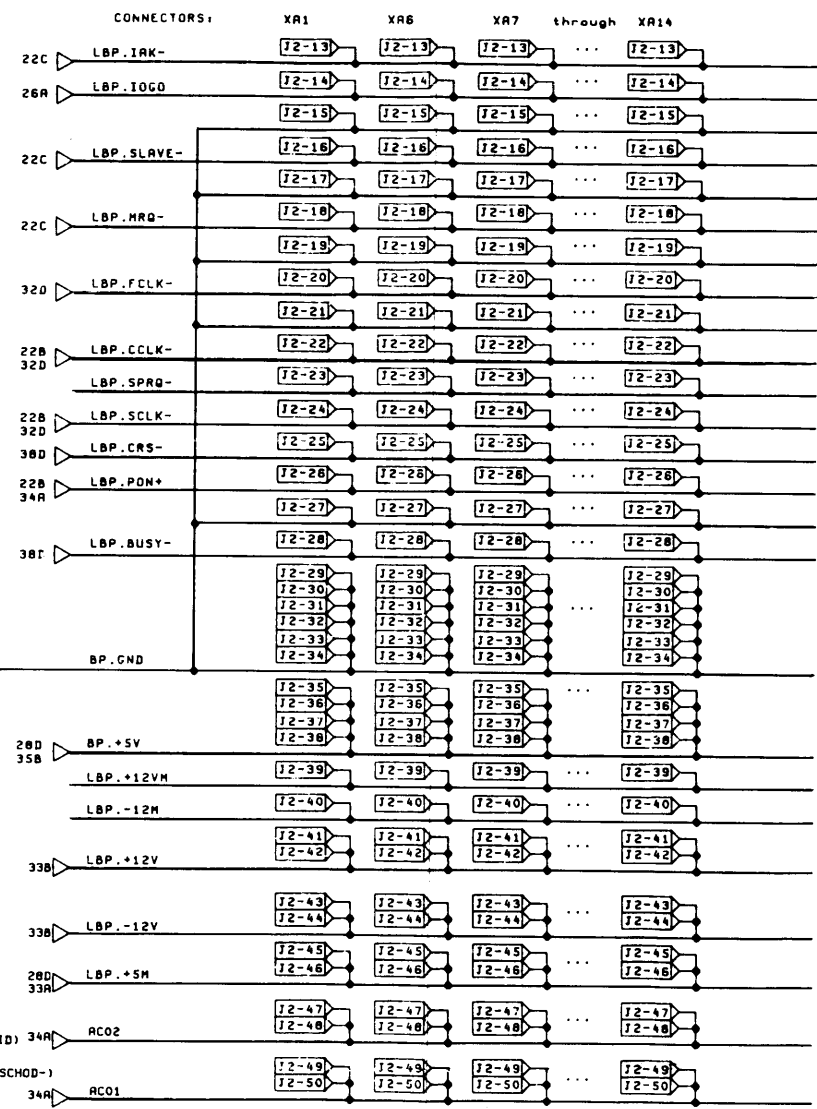 CONNECTORS: XA1 XA6 XA7 through XA14
22C LBP.IAK- J2-13 J2-13 J2-13 ... J2-13
26A LBP.IOGO J2-14 J2-14 J2-14 ... J2-14
J2-15 J2-15 J2-15 ... J2-15
22C LBP.SLAVE- J2-16 J2-16 J2-16 ... J2-16
J2-17 J2-17 J2-17 ... J2-17
22C LBP.MRQ- J2-18 J2-18 J2-18 ... J2-18
J2-19 J2-19 J2-19 ... J2-19
32D LBP.FCLK- J2-20 J2-20 J2-20 ... J2-20
J2-21 J2-21 J2-21 ... J2-21
22B 32D LBP.CCLK- J2-22 J2-22 J2-22 ... J2-22
LBP.SPRQ- J2-23 J2-23 J2-23 ... J2-23
22B 32D LBP.SCLK- J2-24 J2-24 J2-24 ... J2-24
38D LBP.CRS- J2-25 J2-25 J2-25 ... J2-25
22B 34A LBP.PON+ J2-26 J2-26 J2-26 ... J2-26
J2-27 J2-27 J2-27 ... J2-27
LBP.BUSY- J2-28 J2-28 J2-28 ... J2-28
J2-29 J2-29 J2-29 J2-29
J2-30 J2-30 J2-30 J2-30
J2-31 J2-31 J2-31 ... J2-31
J2-32 J2-32 J2-32 J2-32
J2-33 J2-33 J2-33 J2-33
J2-34 J2-34 J2-34 J2-34
BP.GND
J2-35 J2-35 J2-35 ... J2-35
J2-36 J2-36 J2-36 J2-36
J2-37 J2-37 J2-37 J2-37
28D 35B BP.+5V J2-38 J2-38 J2-38 J2-38
LBP.+12VM J2-39 J2-39 J2-39 ... J2-39
LBP.-12M J2-40 J2-40 J2-40 ... J2-40
J2-41 J2-41 J2-41 ... J2-41
33B LBP.+12V J2-42 J2-42 J2-42 J2-42
J2-43 J2-43 J2-43 ... J2-43
33B LBP.-12V J2-44 J2-44 J2-44 J2-44
J2-45 J2-45 J2-45 ... J2-45
28D 33A LBP.+5M J2-46 J2-46 J2-46 J2-46
J2-47 J2-47 J2-47 ... J2-47
ID) 34A AC02 J2-48 J2-48 J2-48 J2-48
SCHOD-) J2-49 J2-49 J2-49 ... J2-49
34A AC01 J2-50 J2-50 J2-50 J2-50